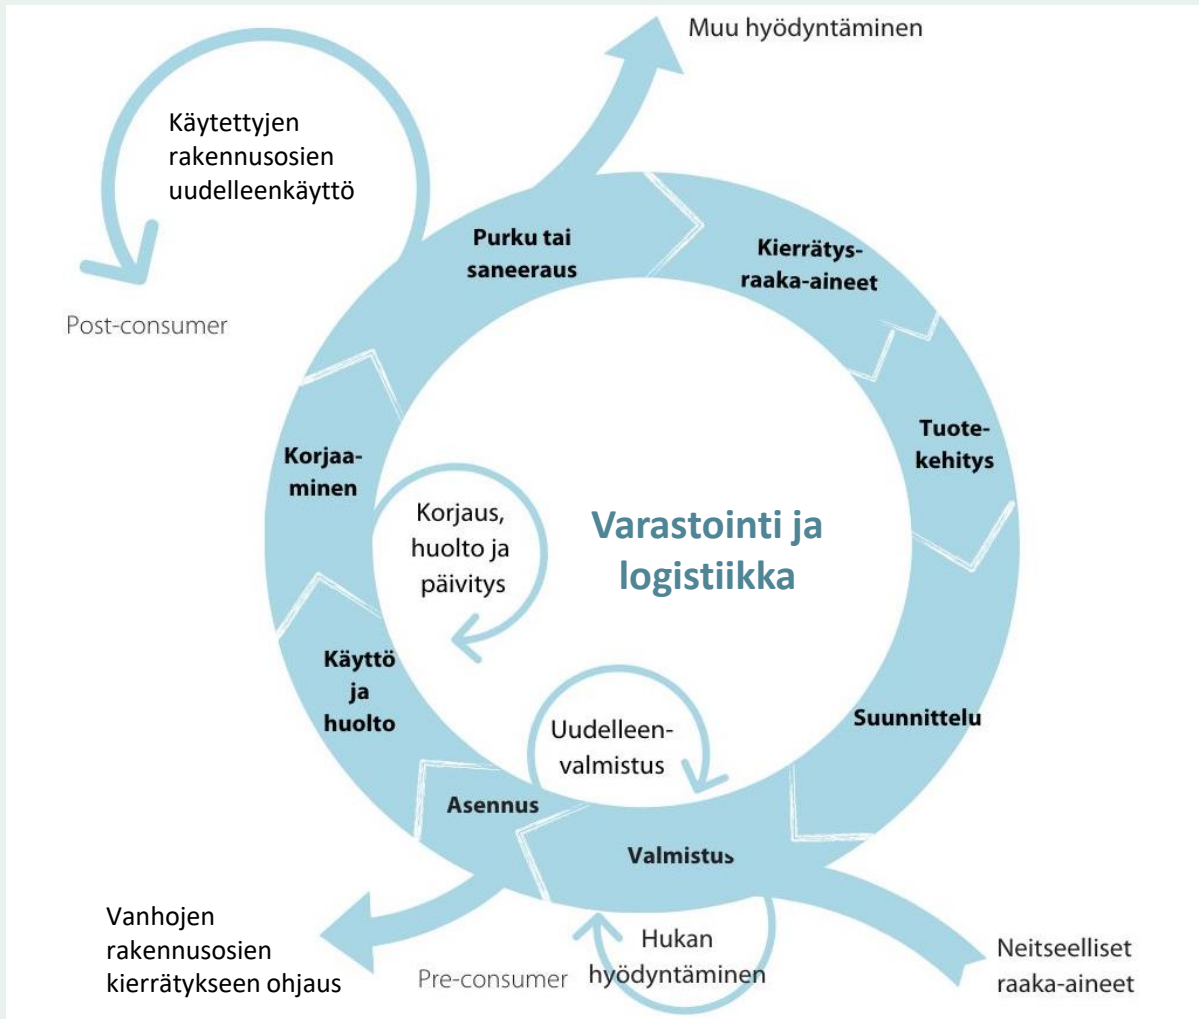 Muu hyödyntäminen
Käytettyjen
rakennusosien
uudelleenkäyttö
Post-consumer
Purku tai
saneeraus
Kierrätys-
raaka-aineet
Tuote-
kehitys
Korjaa-
minen
Korjaus,
huolto ja
päivitys
Varastointi ja
logistiikka
Käyttö
ja
huolto
Suunnittelu
Uudelleen-
valmistus
Asennus
Valmistus
Vanhojen
rakennusosien
kierrätykseen ohjaus
Pre-consumer
Hukan
hyödyntäminen
Neitseelliset
raaka-aineet